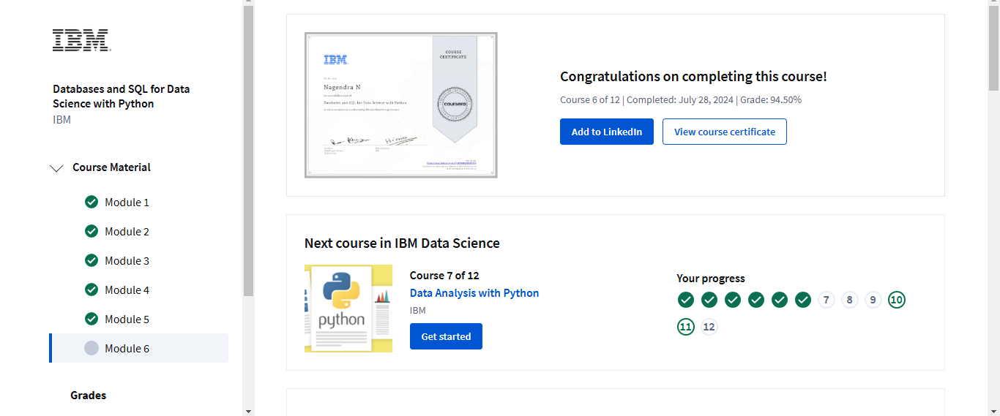 IBM
Databases and SQL for Data
Science with Python
IBM
Course Material
Module 1
Module 2
Module 3
Module 4
Module 5
Module 6
Grades
IBM
COURSE
CERTIFICATE
Nagendra N
Databases and SQL for Data Science with Python
coursera
Congratulations on completing this course!
Course 6 of 12 | Completed: July 28, 2024 | Grade: 94.50%
Add to LinkedIn
View course certificate
Next course in IBM Data Science
python
Course 7 of 12
Data Analysis with Python
IBM
Get started
Your progress
7 8 9 10
11 12